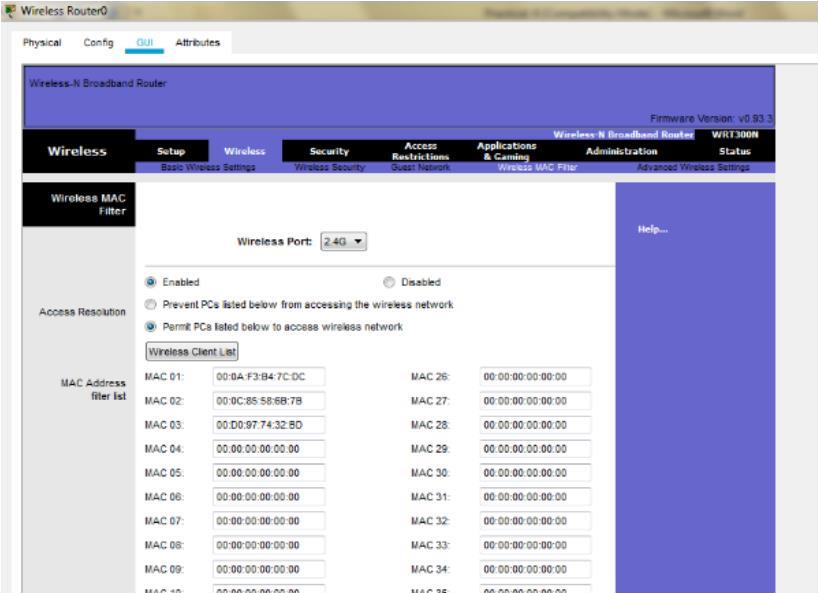 Wireless Router0
Physical Config GUI Attributes
Wireless-N Broadband Router
Firmware Version: v0.93.3
Wireless-N Broadband Router WRT300N
Wireless
Setup Wireless Security Access Restrictions Applications & Gaming Administration Status
Basic Wireless Settings Wireless Security Guest Network Wireless MAC Filter Advanced Wireless Settings
Wireless MAC
Filter
Help...
Wireless Port: 2.4G
Enabled Disabled
Prevent PCs listed below from accessing the wireless network
Access Resolution
Permit PCs listed below to access wireless network
Wireless Client List
MAC Address
filter list
MAC 01: 00:0A:F3:B4:7C:DC MAC 26: 00:00:00:00:00:00
MAC 02: 00:0C:85:58:6B:7B MAC 27: 00:00:00:00:00:00
MAC 03: 00:D0:97:74:32:BD MAC 28: 00:00:00:00:00:00
MAC 04: 00:00:00:00:00:00 MAC 29: 00:00:00:00:00:00
MAC 05: 00:00:00:00:00:00 MAC 30: 00:00:00:00:00:00
MAC 06: 00:00:00:00:00:00 MAC 31: 00:00:00:00:00:00
MAC 07: 00:00:00:00:00:00 MAC 32: 00:00:00:00:00:00
MAC 08: 00:00:00:00:00:00 MAC 33: 00:00:00:00:00:00
MAC 09: 00:00:00:00:00:00 MAC 34: 00:00:00:00:00:00